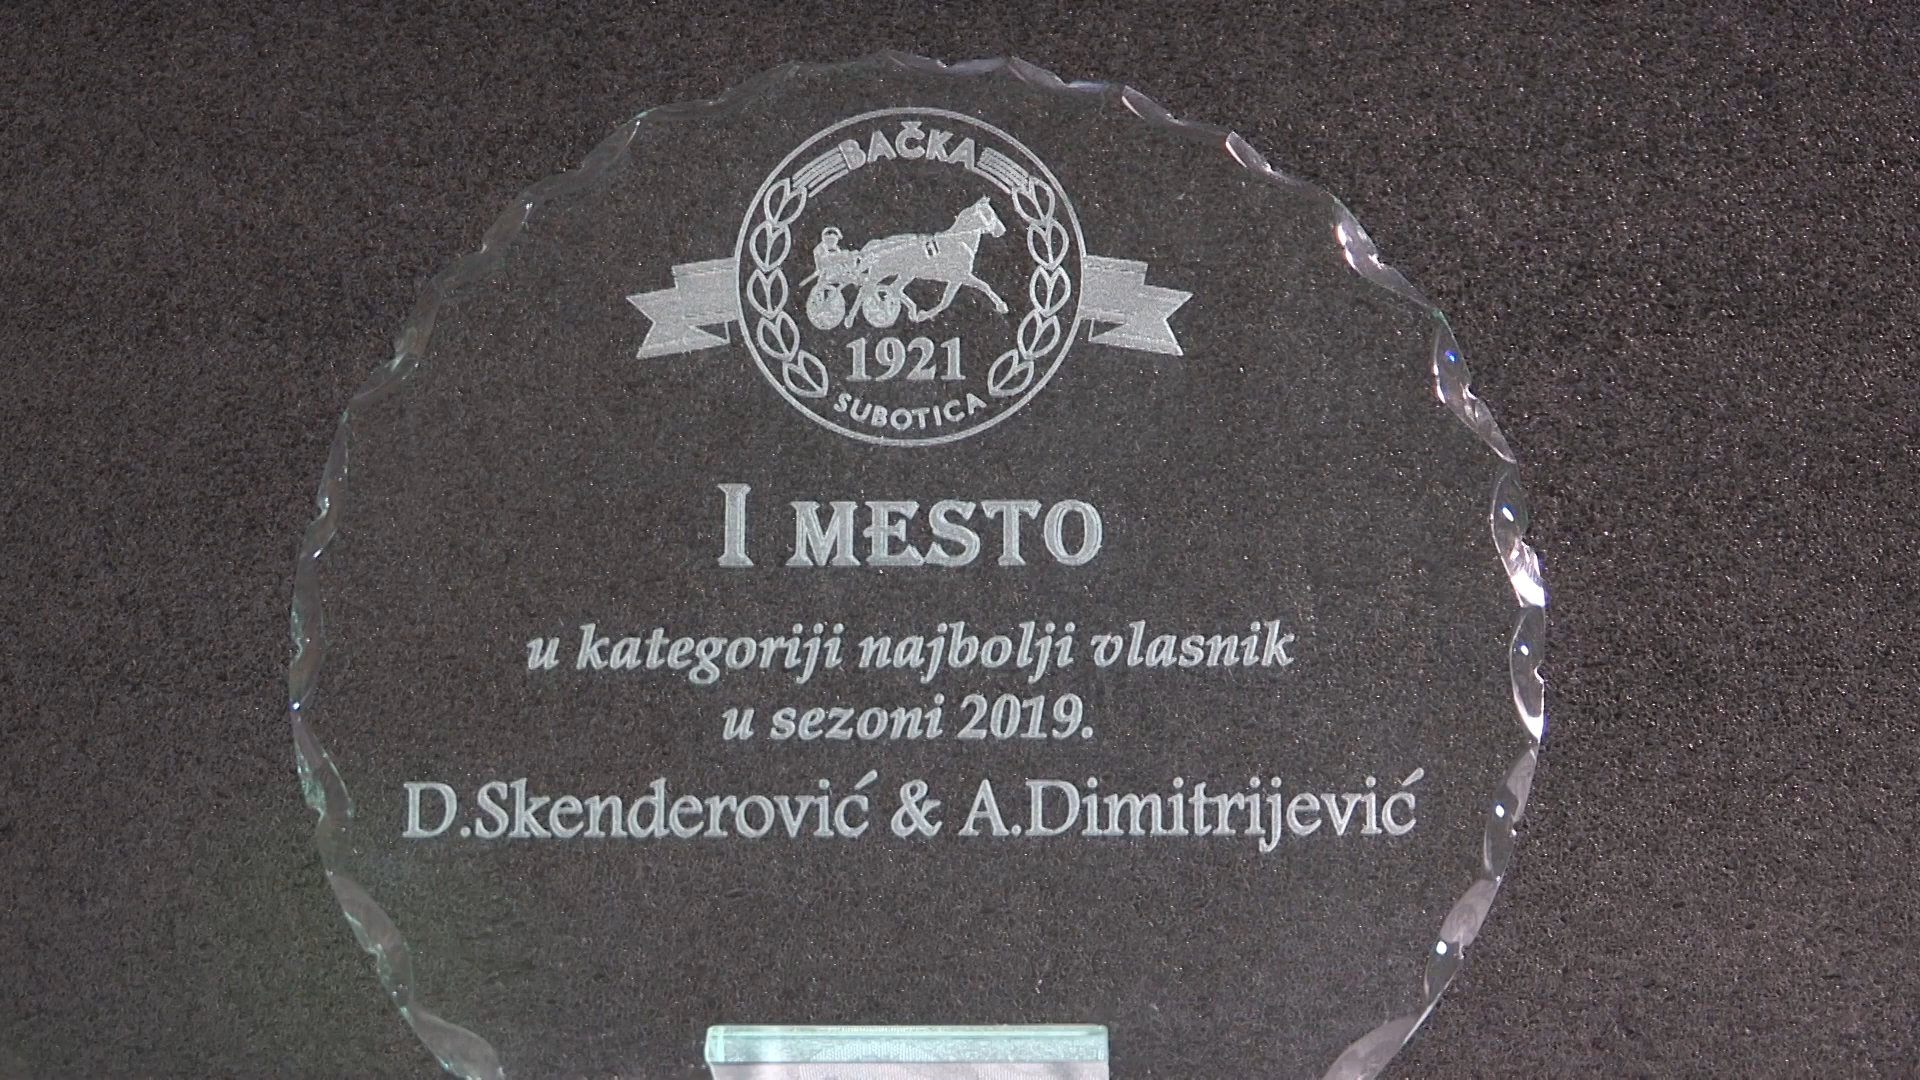 BAČKA
1921
SUBOTICA
I MESTO
u kategoriji najbolji vlasnik
u sezoni 2019.
D.Skenderović & A.Dimitrijević